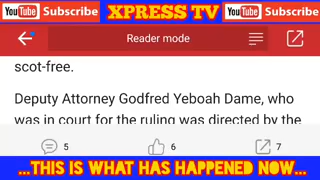 YouTube Subscribe XPRESS TV YouTube Subscribe
Reader mode
scot-free.
Deputy Attorney Godfred Yeboah Dame, who
was in court for the ruling was directed by the
5 6 7
...THIS IS WHAT HAS HAPPENED NOW...